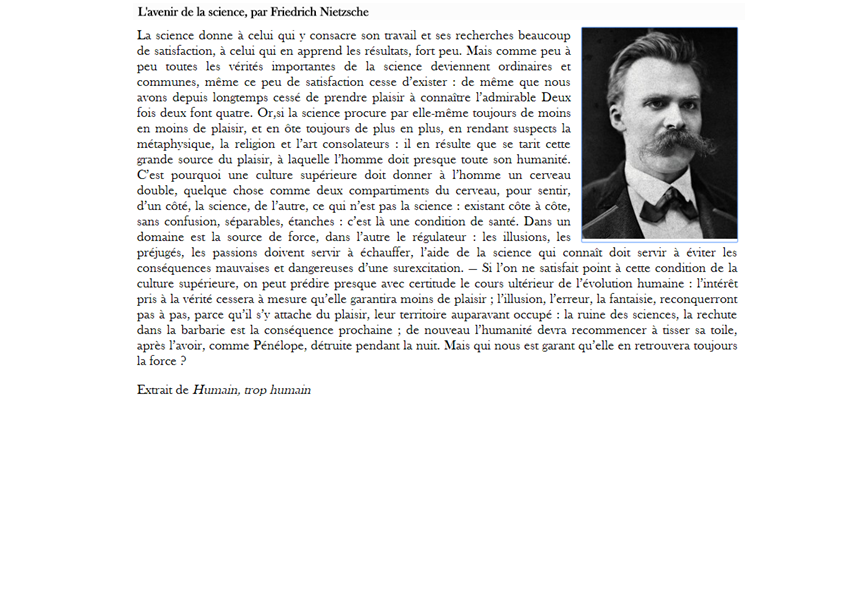 L'avenir de la science, par Friedrich Nietzsche
La science donne à celui qui y consacre son travail et ses recherches beaucoup
de satisfaction, à celui qui en apprend les résultats, fort peu. Mais comme peu à
peu toutes les vérités importantes de la science deviennent ordinaires et
communes, même ce peu de satisfaction cesse d'exister : de même que nous
avons depuis longtemps cessé de prendre plaisir à connaître l'admirable Deux
fois deux font quatre. Or,si la science procure par elle-même toujours de moins
en moins de plaisir, et en ôte toujours de plus en plus, en rendant suspects la
métaphysique, la religion et l'art consolateurs : il en résulte que se tarit cette
grande source du plaisir, à laquelle l'homme doit presque toute son humanité.
C'est pourquoi une culture supérieure doit donner à l'homme un cerveau
double, quelque chose comme deux compartiments du cerveau, pour sentir,
d'un côté, la science, de l'autre, ce qui n'est pas la science : existant côte à côte,
sans confusion, séparables, étanches : c'est là une condition de santé. Dans un
domaine est la source de force, dans l'autre le régulateur : les illusions, les
préjugés, les passions doivent servir à échauffer, l'aide de la science qui connaît doit servir à éviter les
conséquences mauvaises et dangereuses d'une surexcitation. — Si l'on ne satisfait point à cette condition de la
culture supérieure, on peut prédire presque avec certitude le cours ultérieur de l'évolution humaine : l'intérêt
pris à la vérité cessera à mesure qu'elle garantira moins de plaisir ; l'illusion, l'erreur, la fantaisie, reconquerront
pas à pas, parce qu'il s'y attache du plaisir, leur territoire auparavant occupé : la ruine des sciences, la rechute
dans la barbarie est la conséquence prochaine ; de nouveau l'humanité devra recommencer à tisser sa toile,
après l'avoir, comme Pénélope, détruite pendant la nuit. Mais qui nous est garant qu'elle en retrouvera toujours
la force ?
Extrait de Humain, trop humain